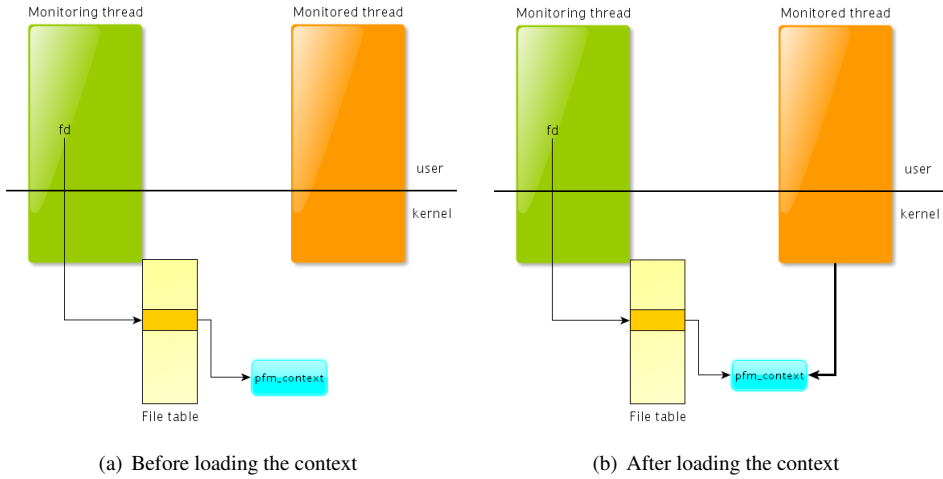 Monitoring thread
Monitored thread
fd
user
kernel
pfm_context
File table
(a) Before loading the context
Monitoring thread
Monitored thread
fd
user
kernel
pfm_context
File table
(b) After loading the context